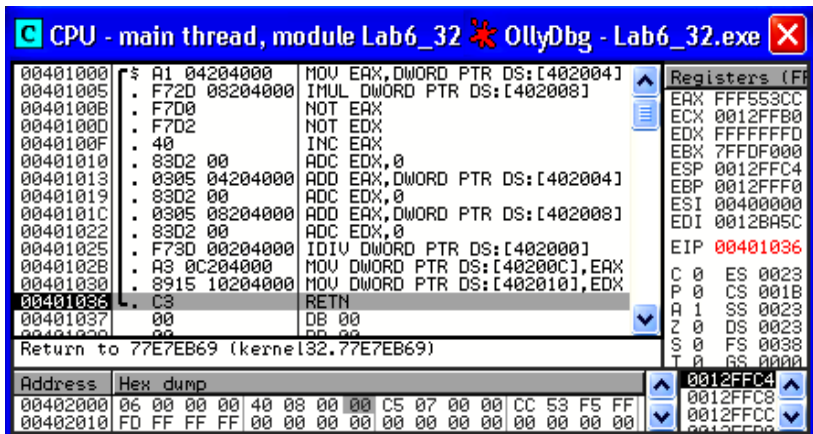 C CPU - main thread, module Lab6_32 OllyDbg - Lab6_32.exe
00401000 $ A1 04204000 MOV EAX,DWORD PTR DS:[402004]
00401005 . F72D 08204000 IMUL DWORD PTR DS:[402008]
0040100B . F7D0 NOT EAX
0040100D . F7D2 NOT EDX
0040100F . 40 INC EAX
00401010 . 83D2 00 ADC EDX,0
00401013 . 0305 04204000 ADD EAX,DWORD PTR DS:[402004]
00401019 . 83D2 00 ADC EDX,0
0040101C . 0305 08204000 ADD EAX,DWORD PTR DS:[402008]
00401022 . 83D2 00 ADC EDX,0
00401025 . F73D 00204000 IDIV DWORD PTR DS:[402000]
0040102B . A3 0C204000 MOV DWORD PTR DS:[40200C],EAX
00401030 . 8915 10204000 MOV DWORD PTR DS:[402010],EDX
00401036 . C3 RETN
00401037 00 DB 00
Return to 77E7EB69 (kernel32.77E7EB69)
Registers (F
EAX FFF553CC
ECX 0012FFB0
EDX FFFFFFFD
EBX 7FFDF000
ESP 0012FFC4
EBP 0012FFF0
ESI 00400000
EDI 0012BA5C
EIP 00401036
C 0 ES 0023
P 0 CS 001B
A 1 SS 0023
Z 0 DS 0023
S 0 FS 0038
T 0 GS 0000
Address Hex dump
00402000 06 00 00 00 40 08 00 00 C5 07 00 00 CC 53 F5 FF
00402010 FD FF FF FF 00 00 00 00 00 00 00 00 00 00 00 00
0012FFC4
0012FFC8
0012FFCC